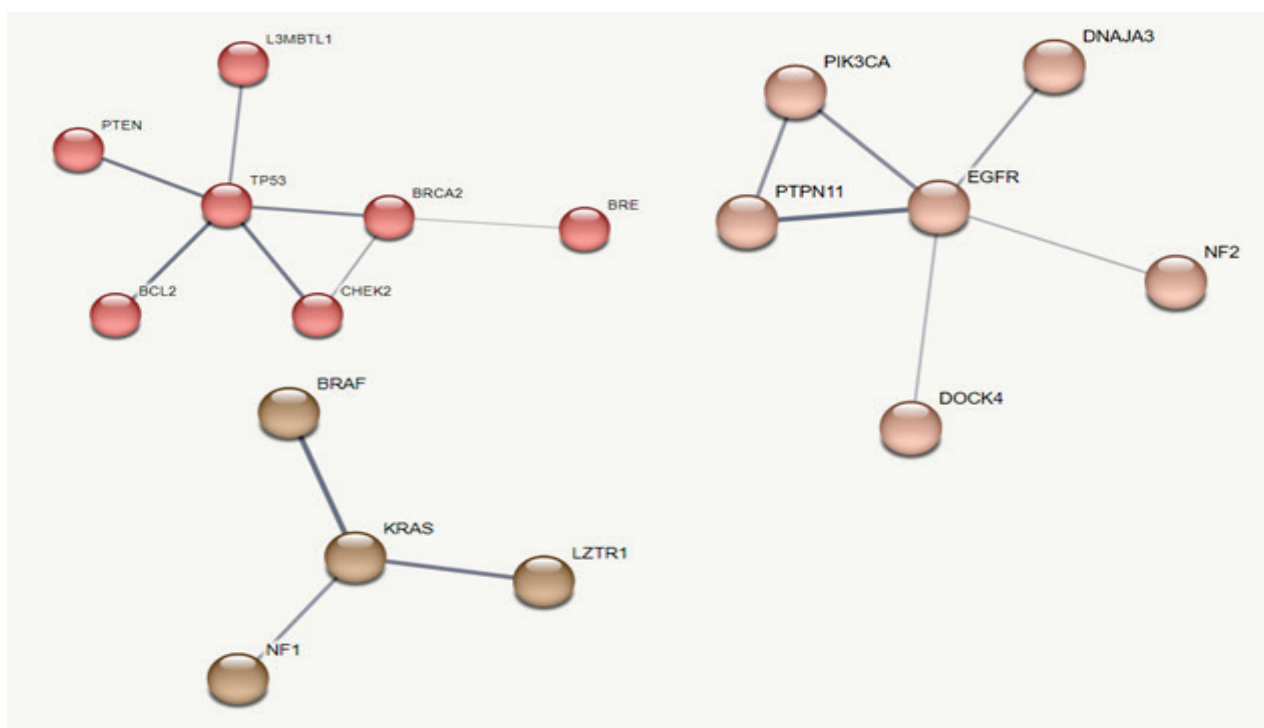 L3MBTL1
PTEN
TP53
BRCA2
BRE
BCL2
CHEK2
DNAJA3
PIK3CA
EGFR
PTPN11
NF2
DOCK4
BRAF
KRAS
LZTR1
NF1